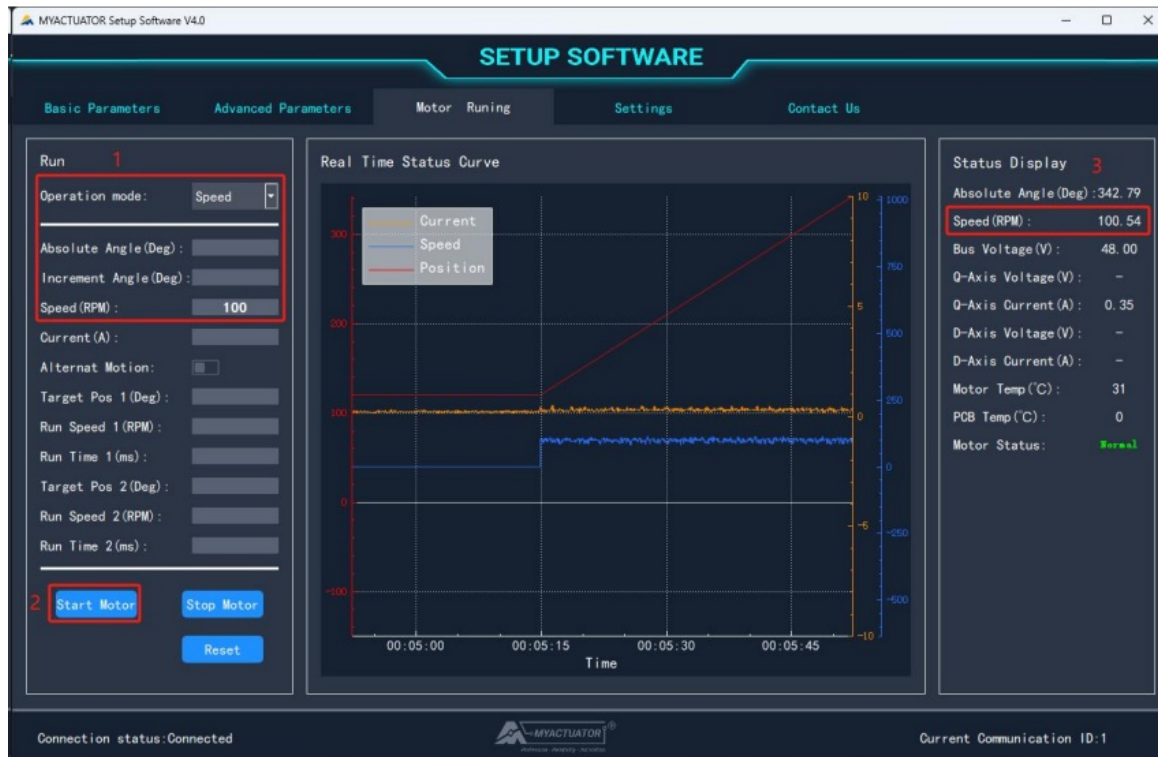 MYACTUATOR Setup Software V4.0
SETUP SOFTWARE
Basic Parameters
Advanced Parameters
Motor Runing
Settings
Contact Us
Run 1
Operation mode: Speed
Absolute Angle(Deg):
Increment Angle(Deg):
Speed(RPM): 100
Current(A):
Alternat Motion:
Target Pos 1(Deg):
Run Speed 1(RPM):
Run Time 1(ms):
Target Pos 2(Deg):
Run Speed 2(RPM):
Run Time 2(ms):
2 Start Motor
Stop Motor
Reset
Real Time Status Curve
Current
Speed
Position
300
200
100
0
-100
10
5
0
-5
-10
1000
750
500
250
0
-250
-500
00:05:00 00:05:15 00:05:30 00:05:45
Time
Status Display 3
Absolute Angle(Deg):342.79
Speed(RPM): 100.54
Bus Voltage(V): 48.00
Q-Axis Voltage(V): -
Q-Axis Current(A): 0.35
D-Axis Voltage(V): -
D-Axis Current(A): -
Motor Temp(℃): 31
PCB Temp(℃): 0
Motor Status: Normal
Connection status:Connected
MYACTUATOR®
Current Communication ID:1